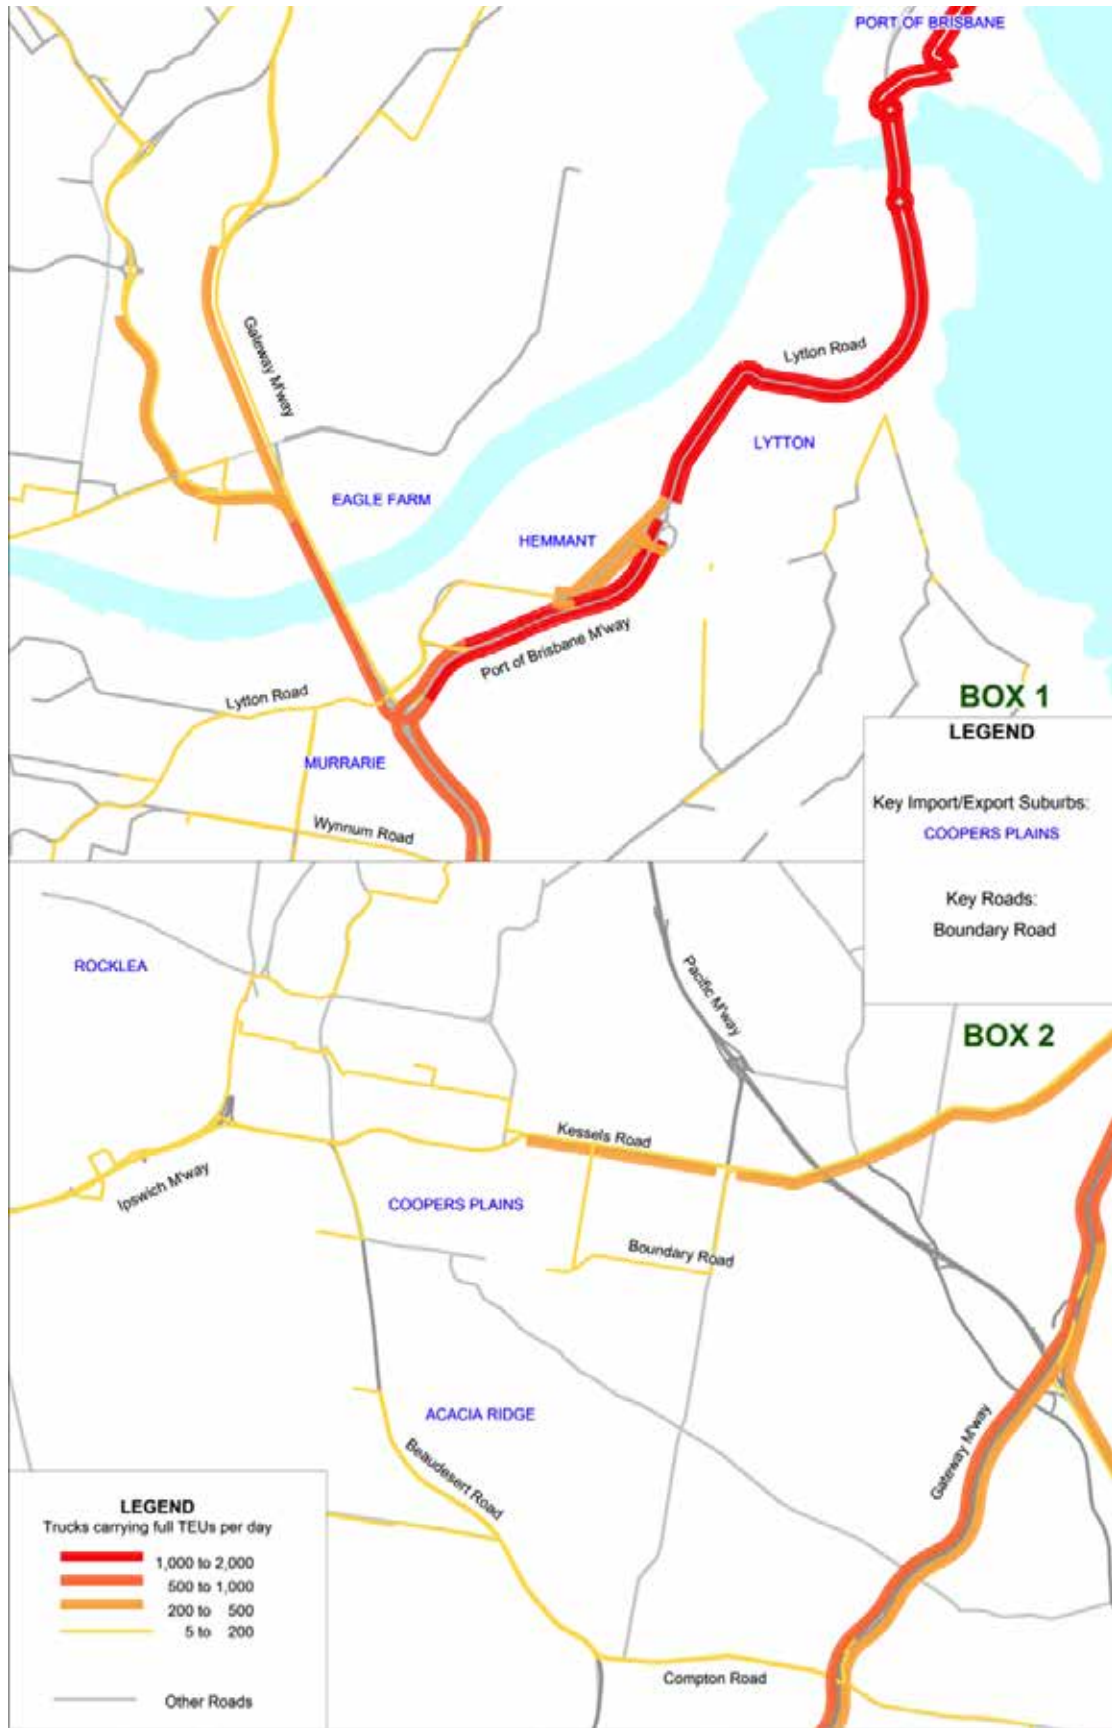 PORT OF BRISBANE
Gateway M'way
Lytton Road
LYTTON
EAGLE FARM
HEMMANT
Port of Brisbane M'way
Lytton Road
MURRARIE
Wynnum Road
BOX 1
LEGEND
Key Import/Export Suburbs:
COOPERS PLAINS
Key Roads:
Boundary Road
ROCKLEA
Pacific M'way
BOX 2
Kessels Road
Ipswich M'way
COOPERS PLAINS
Boundary Road
ACACIA RIDGE
Beaudesert Road
Gateway M'way
Compton Road
LEGEND
Trucks carrying full TEUs per day
1,000 to 2,000
500 to 1,000
200 to 500
5 to 200
Other Roads